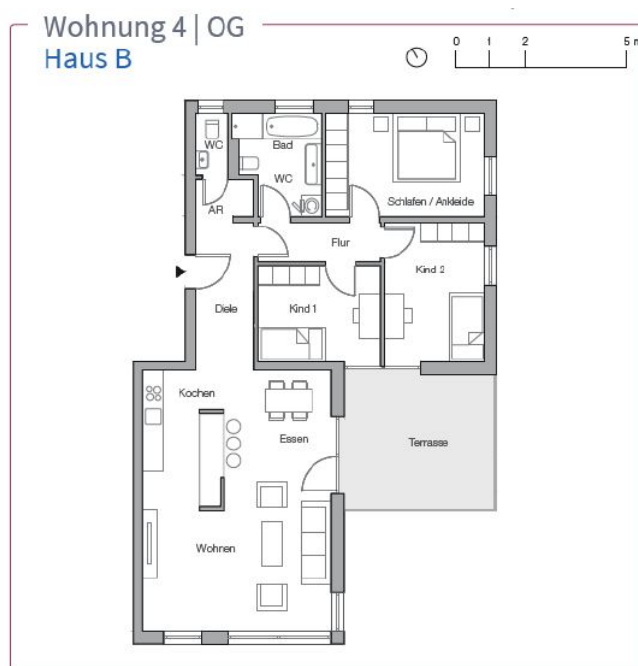 Wohnung 4 | OG
Haus B
0 1 2 5 m
WC
Bad
WC
Schlafen / Ankleide
AR
Flur
Kind 2
Diele
Kind 1
Kochen
Essen
Terrasse
Wohnen